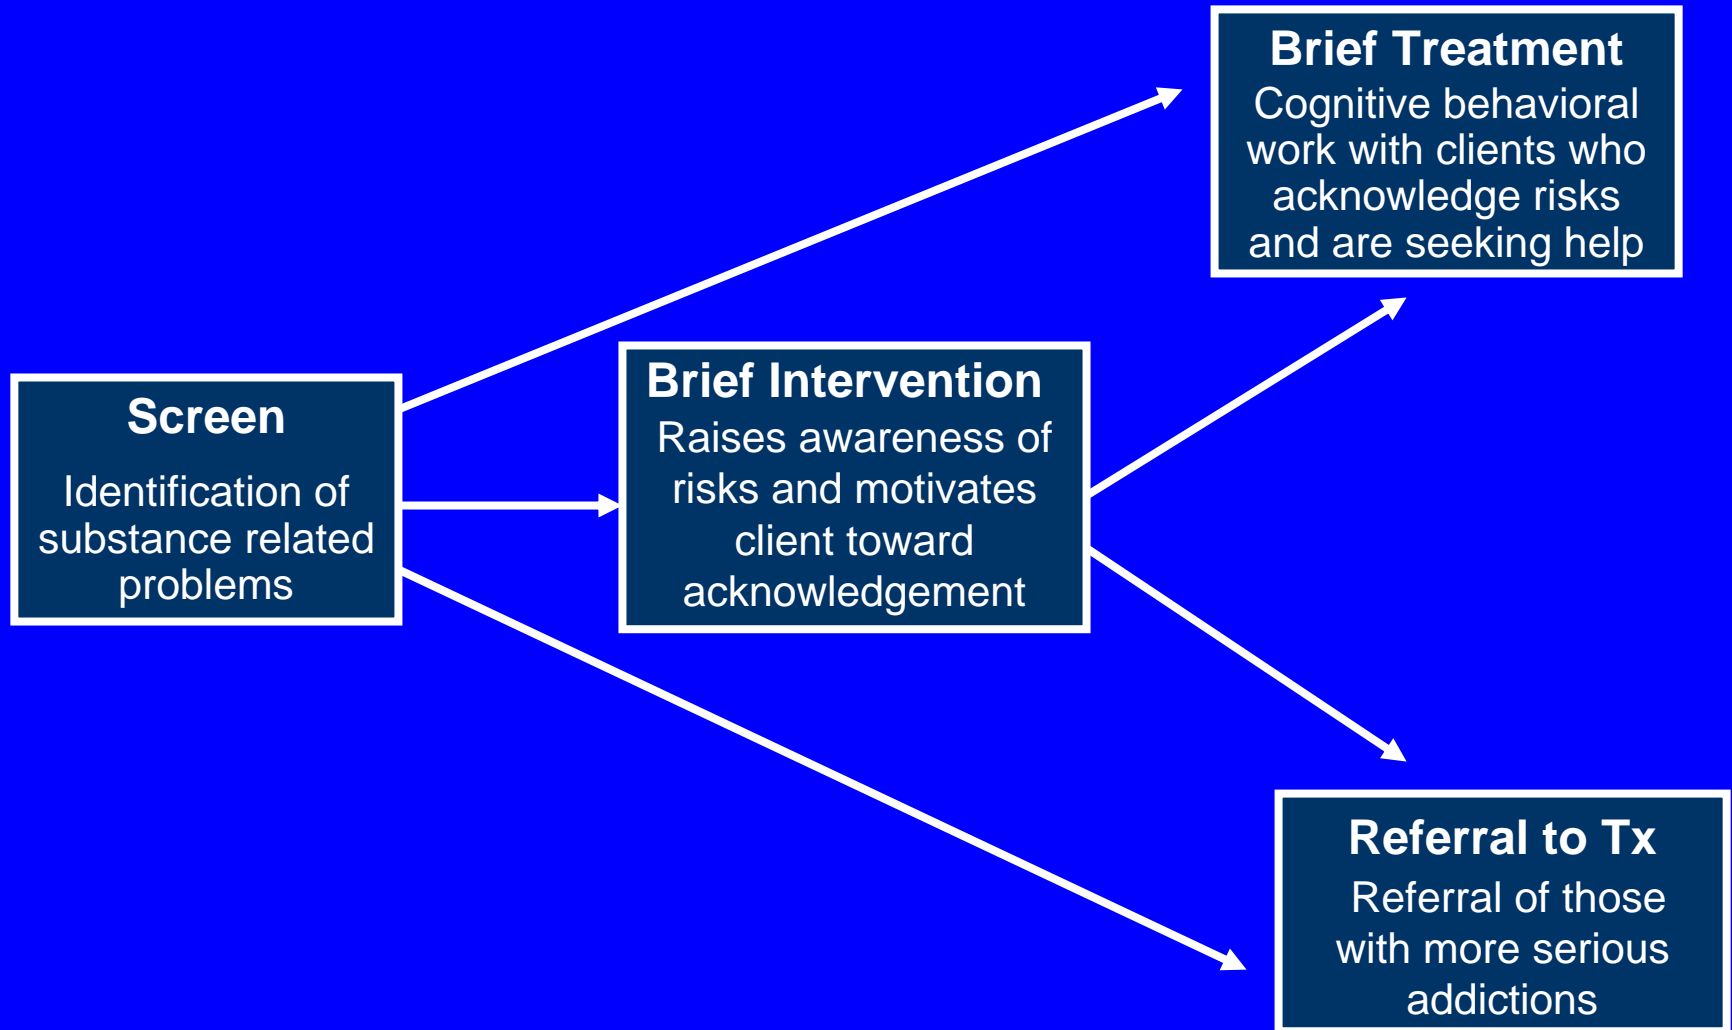 Screen
Identification of
substance related
problems
Brief Intervention
Raises awareness of
risks and motivates
client toward
acknowledgement
Brief Treatment
Cognitive behavioral
work with clients who
acknowledge risks
and are seeking help
Referral to Tx
Referral of those
with more serious
addictions